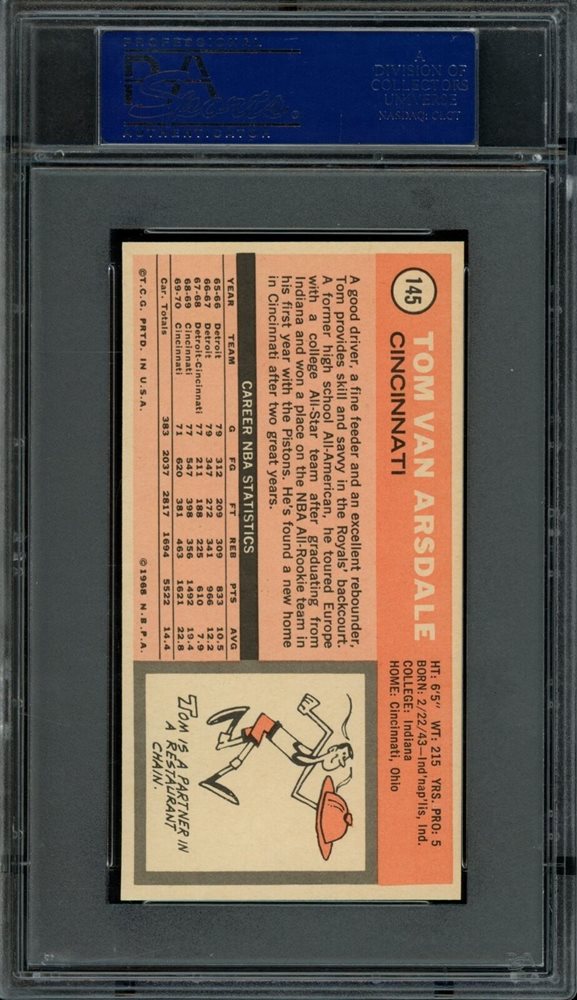 PROFESSIONAL
PSA
Sports
AUTHENTICATOR
A
DIVISION OF
COLLECTORS
UNIVERSE
NASDAQ: CLCT
145
TOM VAN ARSDALE
CINCINNATI
HT: 6'5" WT: 215 YRS. PRO: 5
BORN: 2/22/43—Ind'nap'lis, Ind.
COLLEGE: Indiana
HOME: Cincinnati, Ohio
A good driver, a fine feeder and an excellent rebounder,
Tom provides skill and savvy in the Royals' backcourt.
A former high school All-American, he toured Europe
with a college All-Star team after graduating from
Indiana and won a place on the NBA All-Rookie team in
his first year with the Pistons. He's found a new home
in Cincinnati after two great years.
CAREER NBA STATISTICS
YEAR TEAM G FG FT REB PTS AVG
65-66 Detroit 79 312 209 309 833 10.5
66-67 Detroit 79 347 272 341 966 12.2
67-68 Detroit-Cincinnati 77 211 188 225 610 7.9
68-69 Cincinnati 77 547 398 356 1492 19.4
69-70 Cincinnati 71 620 381 463 1621 22.8
Car. Totals 383 2037 2817 1694 5522 14.4
©T.C.G. PRTD. IN U.S.A. ©1968 N.B.P.A.
TOM IS A PARTNER IN
A RESTAURANT
CHAIN.